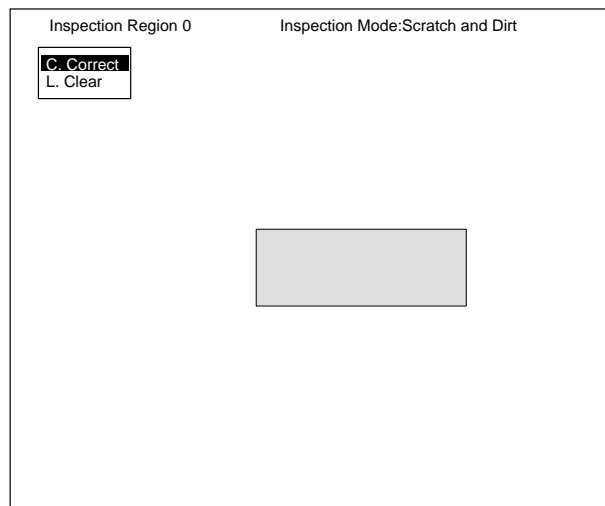 Inspection Region 0 Inspection Mode:Scratch and Dirt
C. Correct
L. Clear